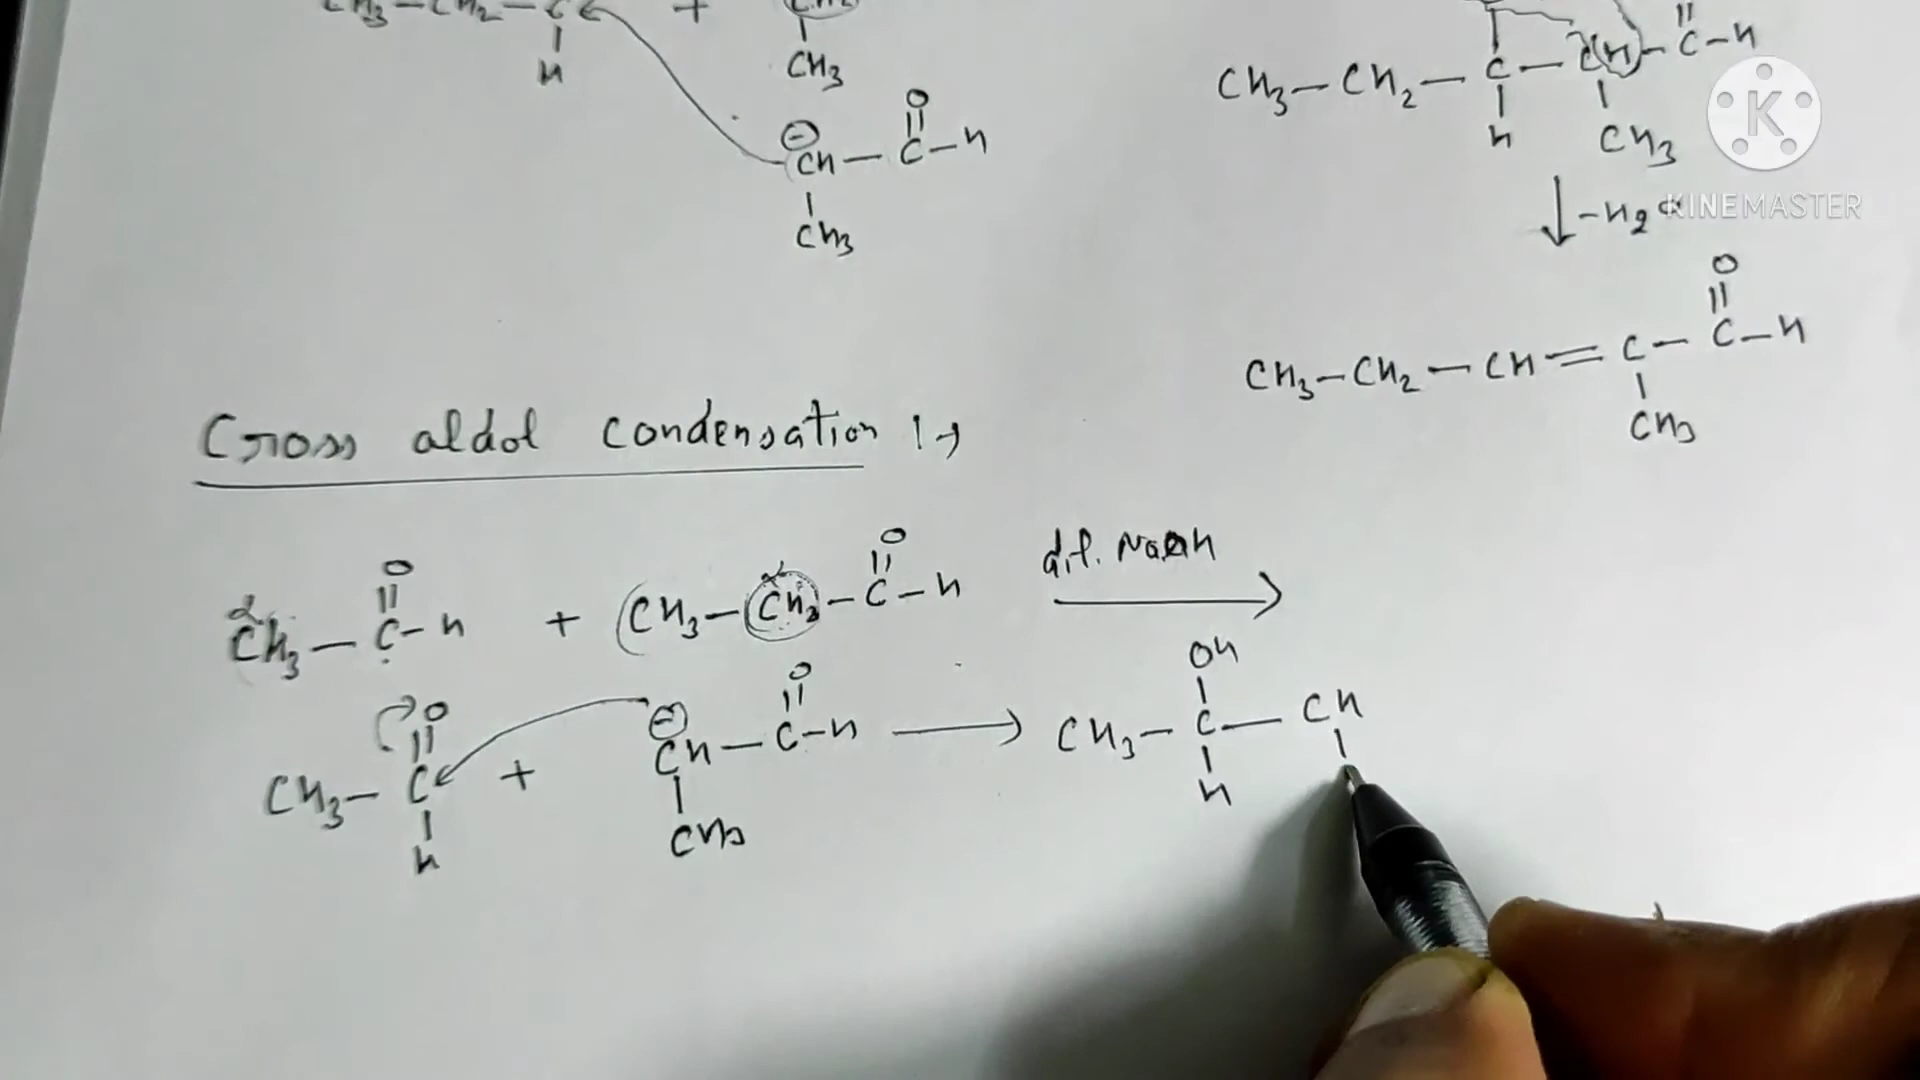 CH3-CH2-C +
H
CH3
⊖ O
CH-C-H
CH3
O
CH3-CH2-C-CH-C-H
H CH3
K
KINEMASTER
-H2O
O
CH3-CH2-CH=C-C-H
CH3
Cross aldol condensation :→
α O
CH3-C-H + (CH3-CH2-C-H
α O
dil. NaOH
→
O
CH3-C +
H
⊖ O
CH-C-H →
CH3
OH
CH3-C-CH
H